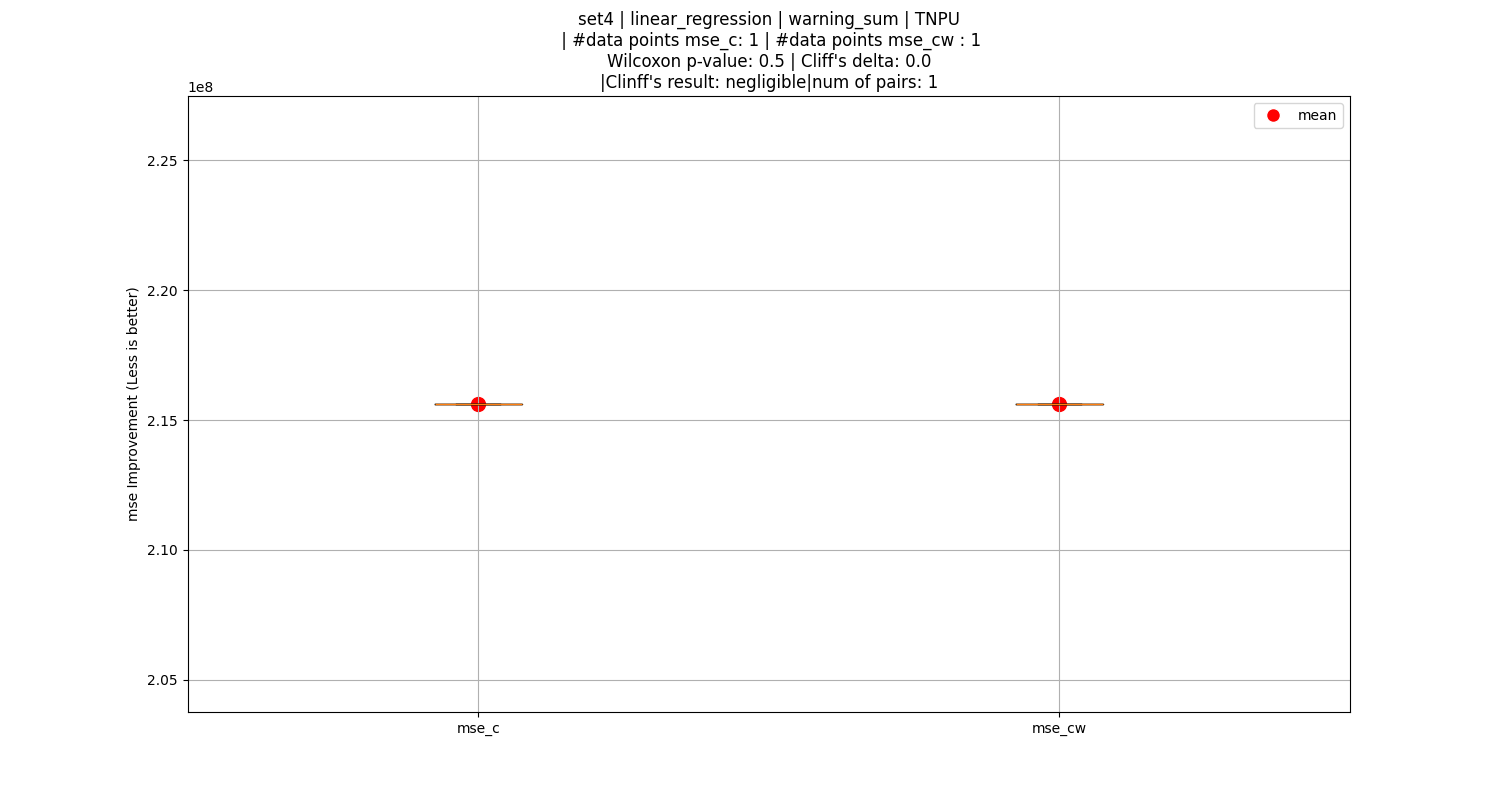 set4 | linear_regression | warning_sum | TNPU
| #data points mse_c: 1 | #data points mse_cw : 1
Wilcoxon p-value: 0.5 | Cliff's delta: 0.0
|Clinff's result: negligible|num of pairs: 1
1e8
mean
2.25
2.20
2.15
2.10
2.05
mse Improvement (Less is better)
mse_c
mse_cw